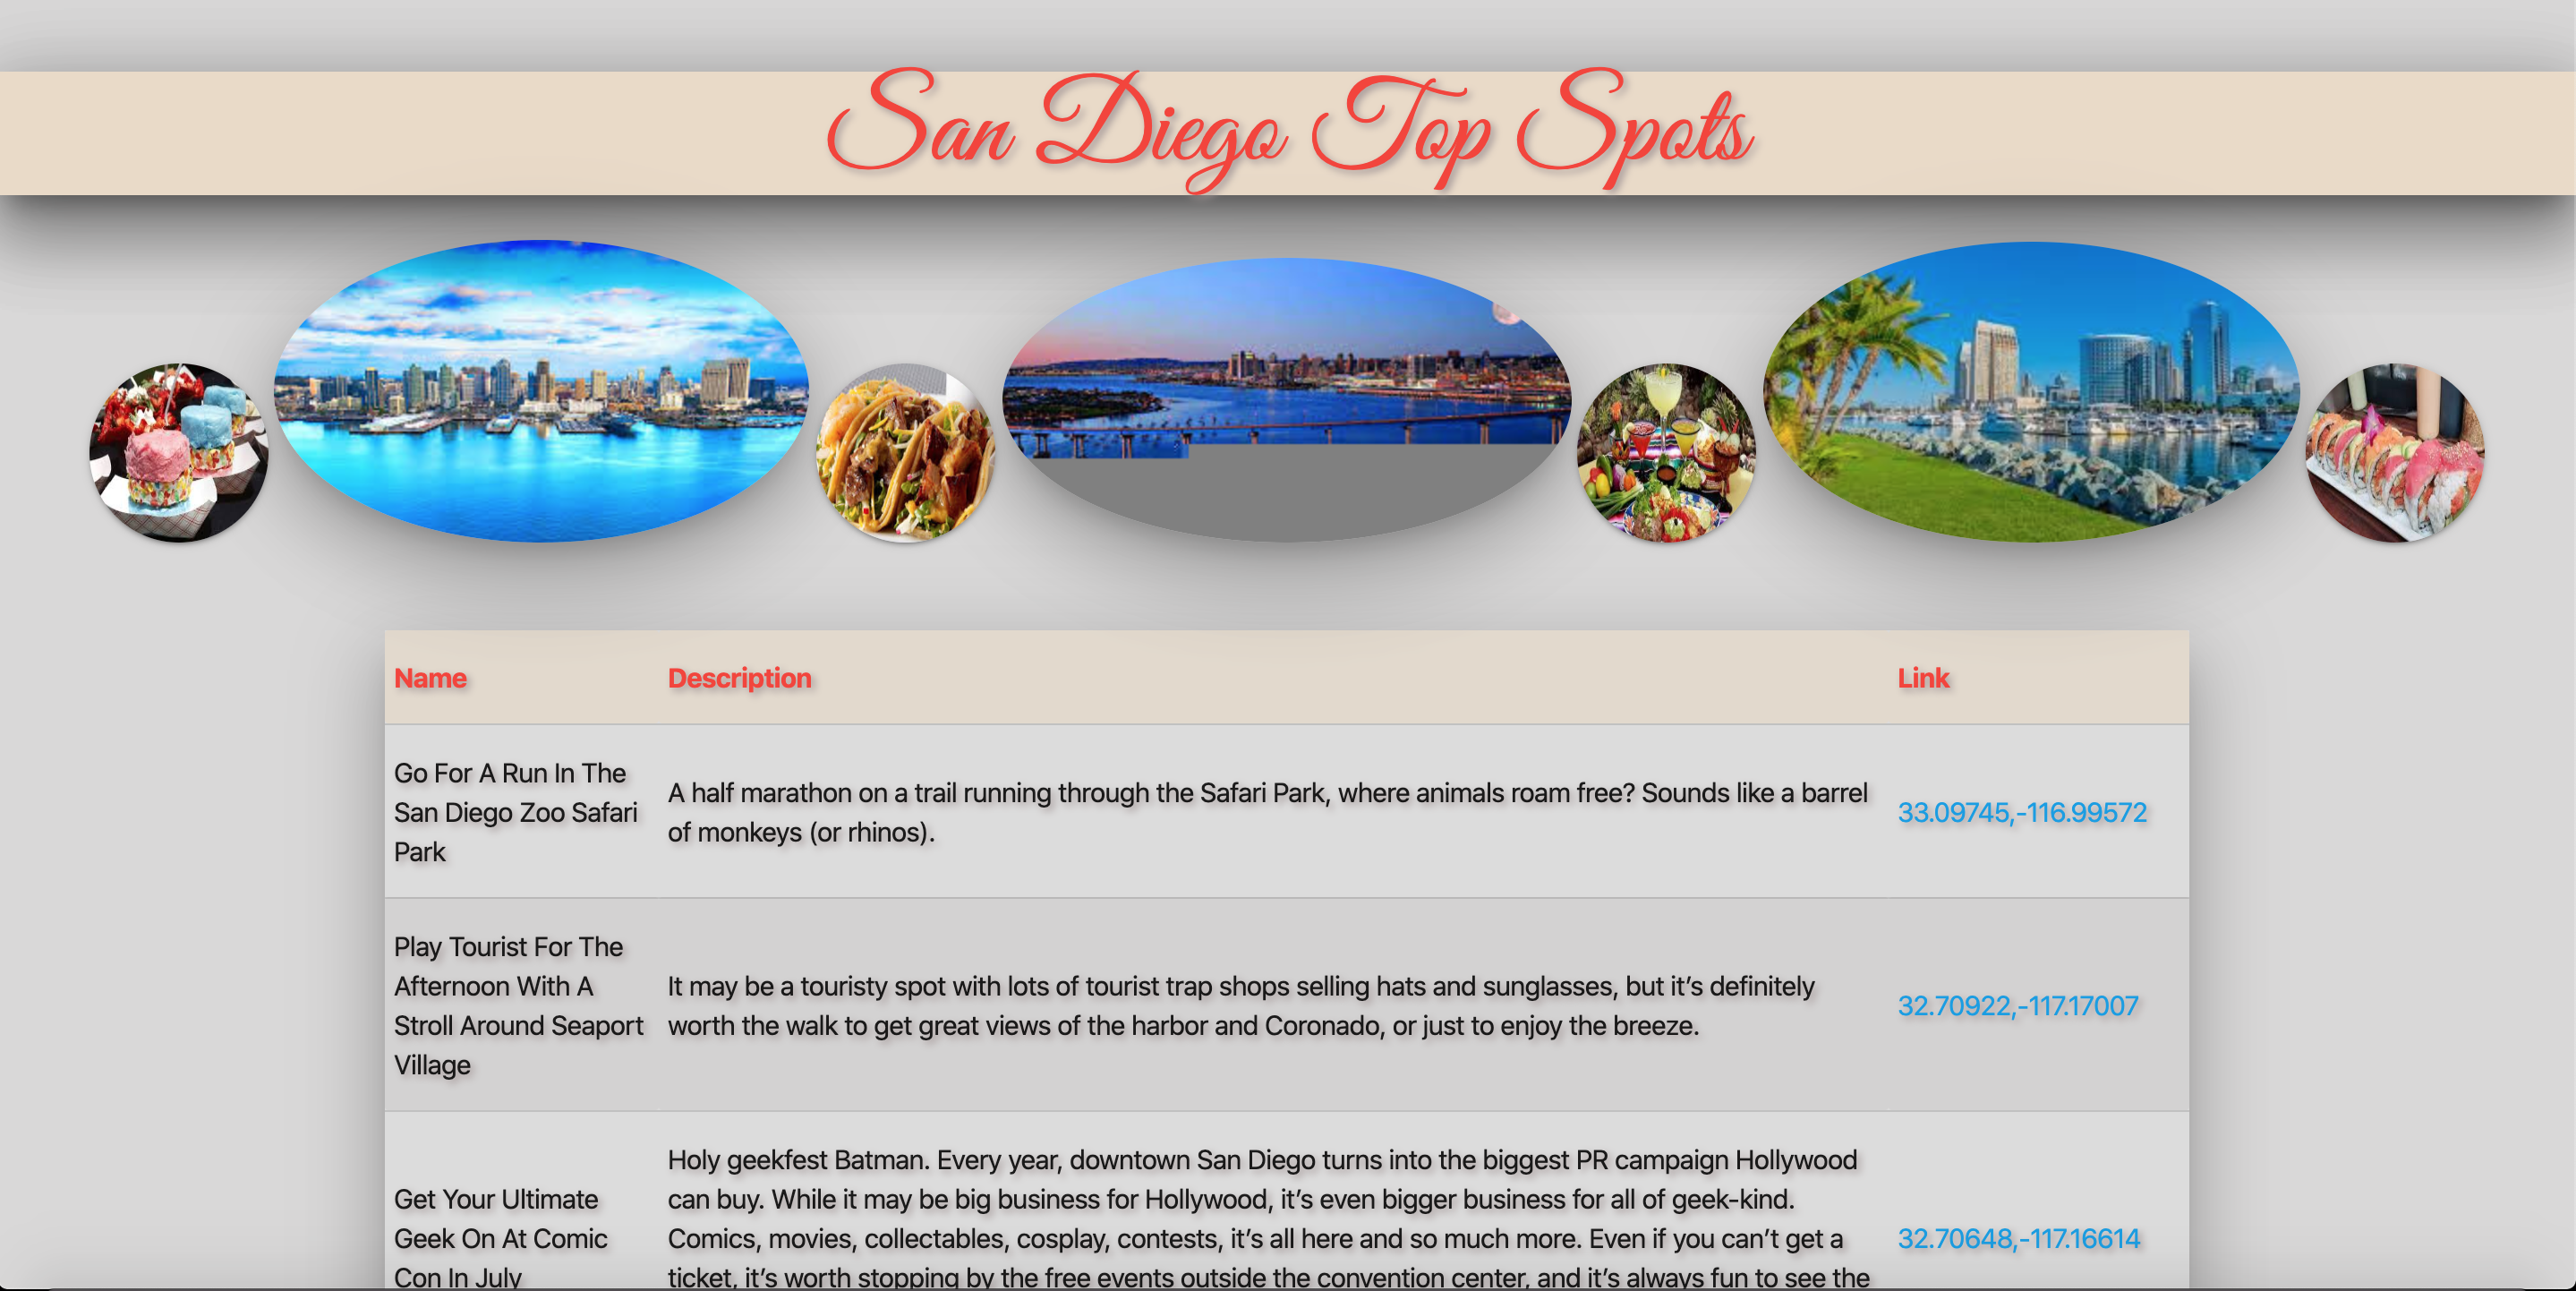 San Diego Top Spots
Name Description Link
Go For A Run In The
San Diego Zoo Safari
Park
A half marathon on a trail running through the Safari Park, where animals roam free? Sounds like a barrel
of monkeys (or rhinos).
33.09745,-116.99572
Play Tourist For The
Afternoon With A
Stroll Around Seaport
Village
It may be a touristy spot with lots of tourist trap shops selling hats and sunglasses, but it’s definitely
worth the walk to get great views of the harbor and Coronado, or just to enjoy the breeze.
32.70922,-117.17007
Get Your Ultimate
Geek On At Comic
Con In July
Holy geekfest Batman. Every year, downtown San Diego turns into the biggest PR campaign Hollywood
can buy. While it may be big business for Hollywood, it’s even bigger business for all of geek-kind.
Comics, movies, collectables, cosplay, contests, it’s all here and so much more. Even if you can’t get a
ticket, it’s worth stopping by the free events outside the convention center, and it’s always fun to see the
32.70648,-117.16614